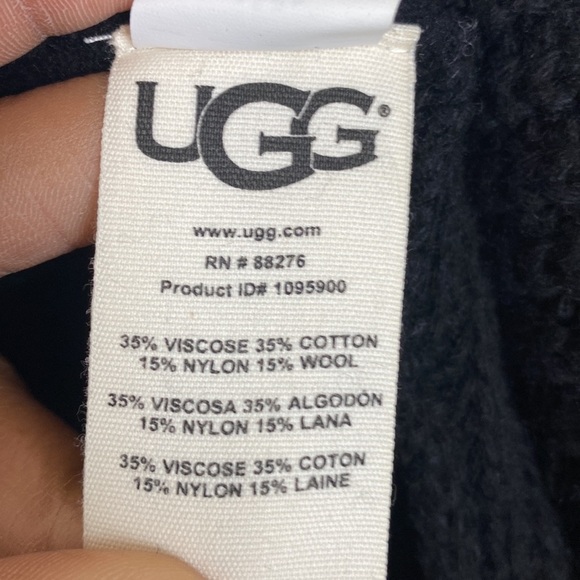 UGG®
www.ugg.com
RN # 88276
Product ID# 1095900
35% VISCOSE 35% COTTON
15% NYLON 15% WOOL
35% VISCOSA 35% ALGODÓN
15% NYLON 15% LANA
35% VISCOSE 35% COTON
15% NYLON 15% LAINE